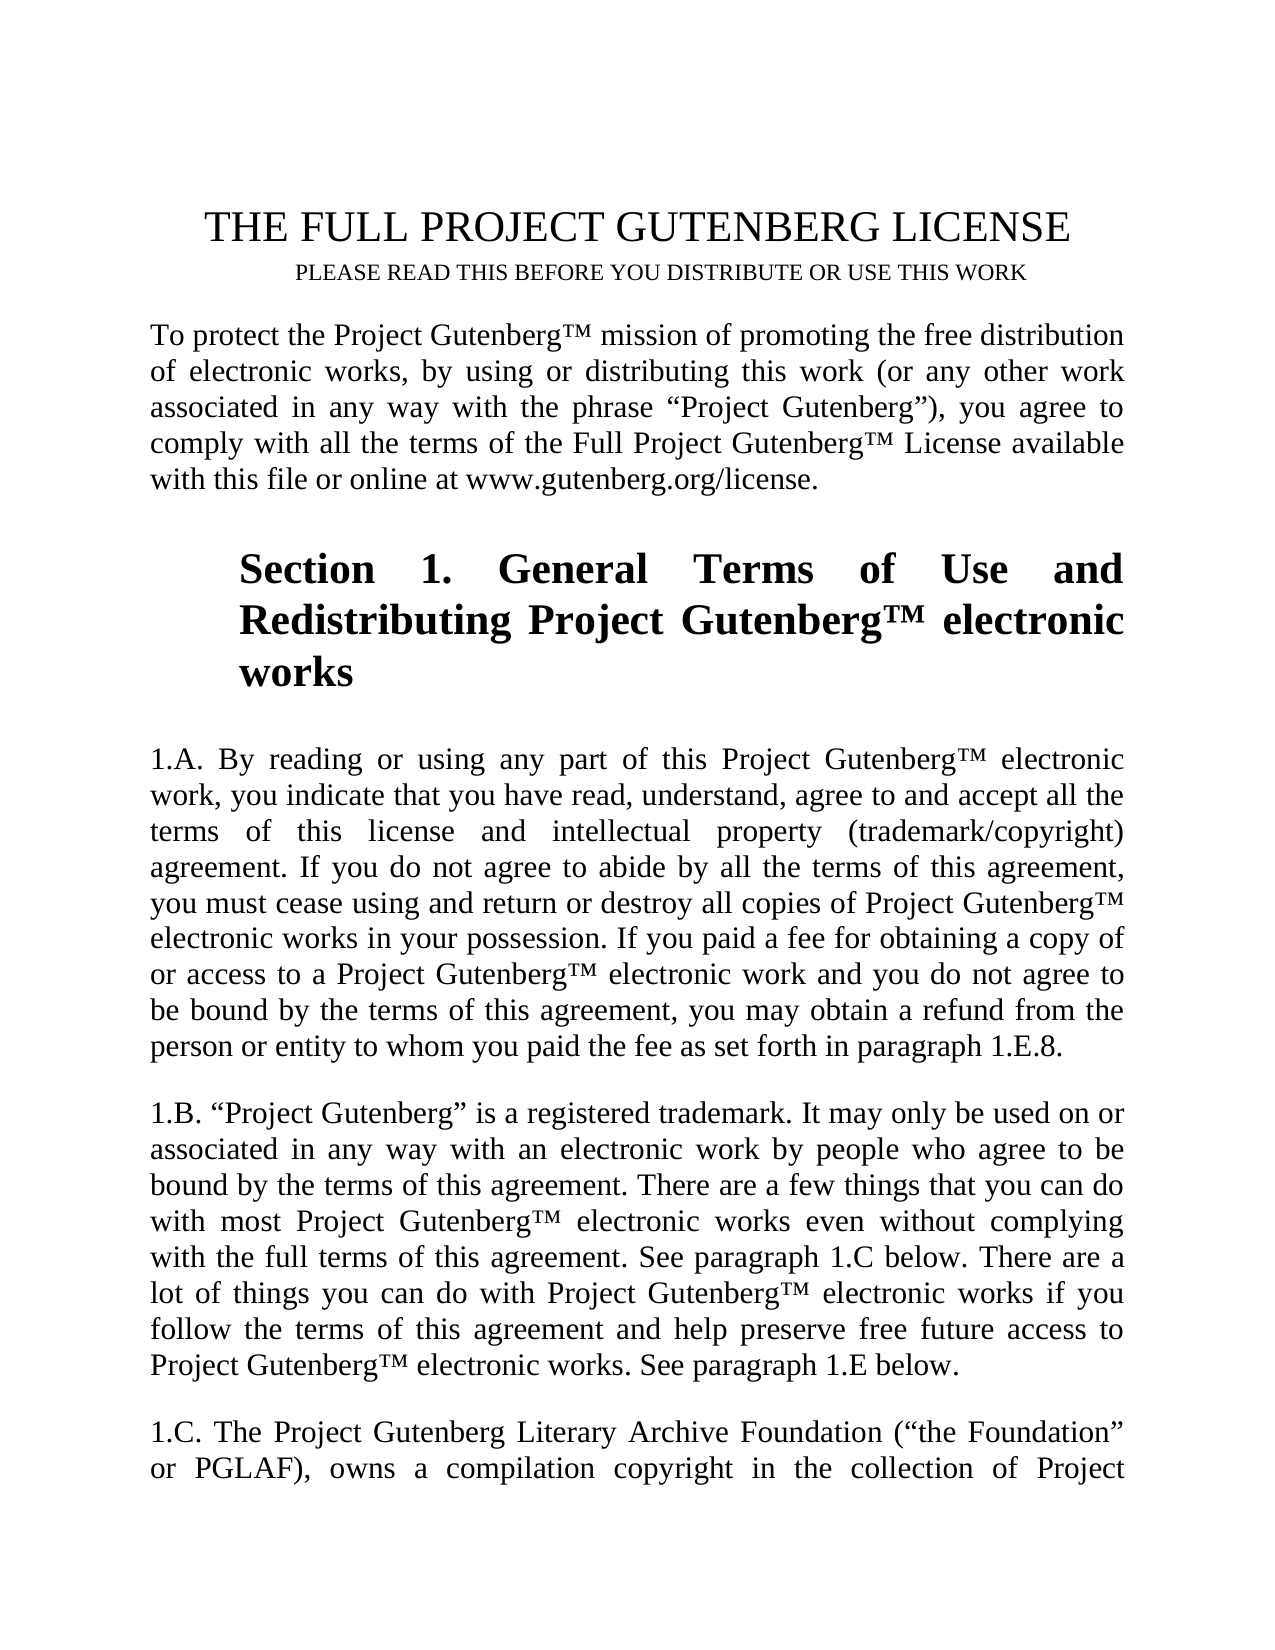 THE FULL PROJECT GUTENBERG LICENSE
PLEASE READ THIS BEFORE YOU DISTRIBUTE OR USE THIS WORK
To protect the Project Gutenberg™ mission of promoting the free distribution
of electronic works, by using or distributing this work (or any other work
associated in any way with the phrase “Project Gutenberg”), you agree to
comply with all the terms of the Full Project Gutenberg™ License available
with this file or online at www.gutenberg.org/license.
Section 1. General Terms of Use and
Redistributing Project Gutenberg™ electronic
works
1.A. By reading or using any part of this Project Gutenberg™ electronic
work, you indicate that you have read, understand, agree to and accept all the
terms of this license and intellectual property (trademark/copyright)
agreement. If you do not agree to abide by all the terms of this agreement,
you must cease using and return or destroy all copies of Project Gutenberg™
electronic works in your possession. If you paid a fee for obtaining a copy of
or access to a Project Gutenberg™ electronic work and you do not agree to
be bound by the terms of this agreement, you may obtain a refund from the
person or entity to whom you paid the fee as set forth in paragraph 1.E.8.
1.B. “Project Gutenberg” is a registered trademark. It may only be used on or
associated in any way with an electronic work by people who agree to be
bound by the terms of this agreement. There are a few things that you can do
with most Project Gutenberg™ electronic works even without complying
with the full terms of this agreement. See paragraph 1.C below. There are a
lot of things you can do with Project Gutenberg™ electronic works if you
follow the terms of this agreement and help preserve free future access to
Project Gutenberg™ electronic works. See paragraph 1.E below.
1.C. The Project Gutenberg Literary Archive Foundation (“the Foundation”
or PGLAF), owns a compilation copyright in the collection of Project